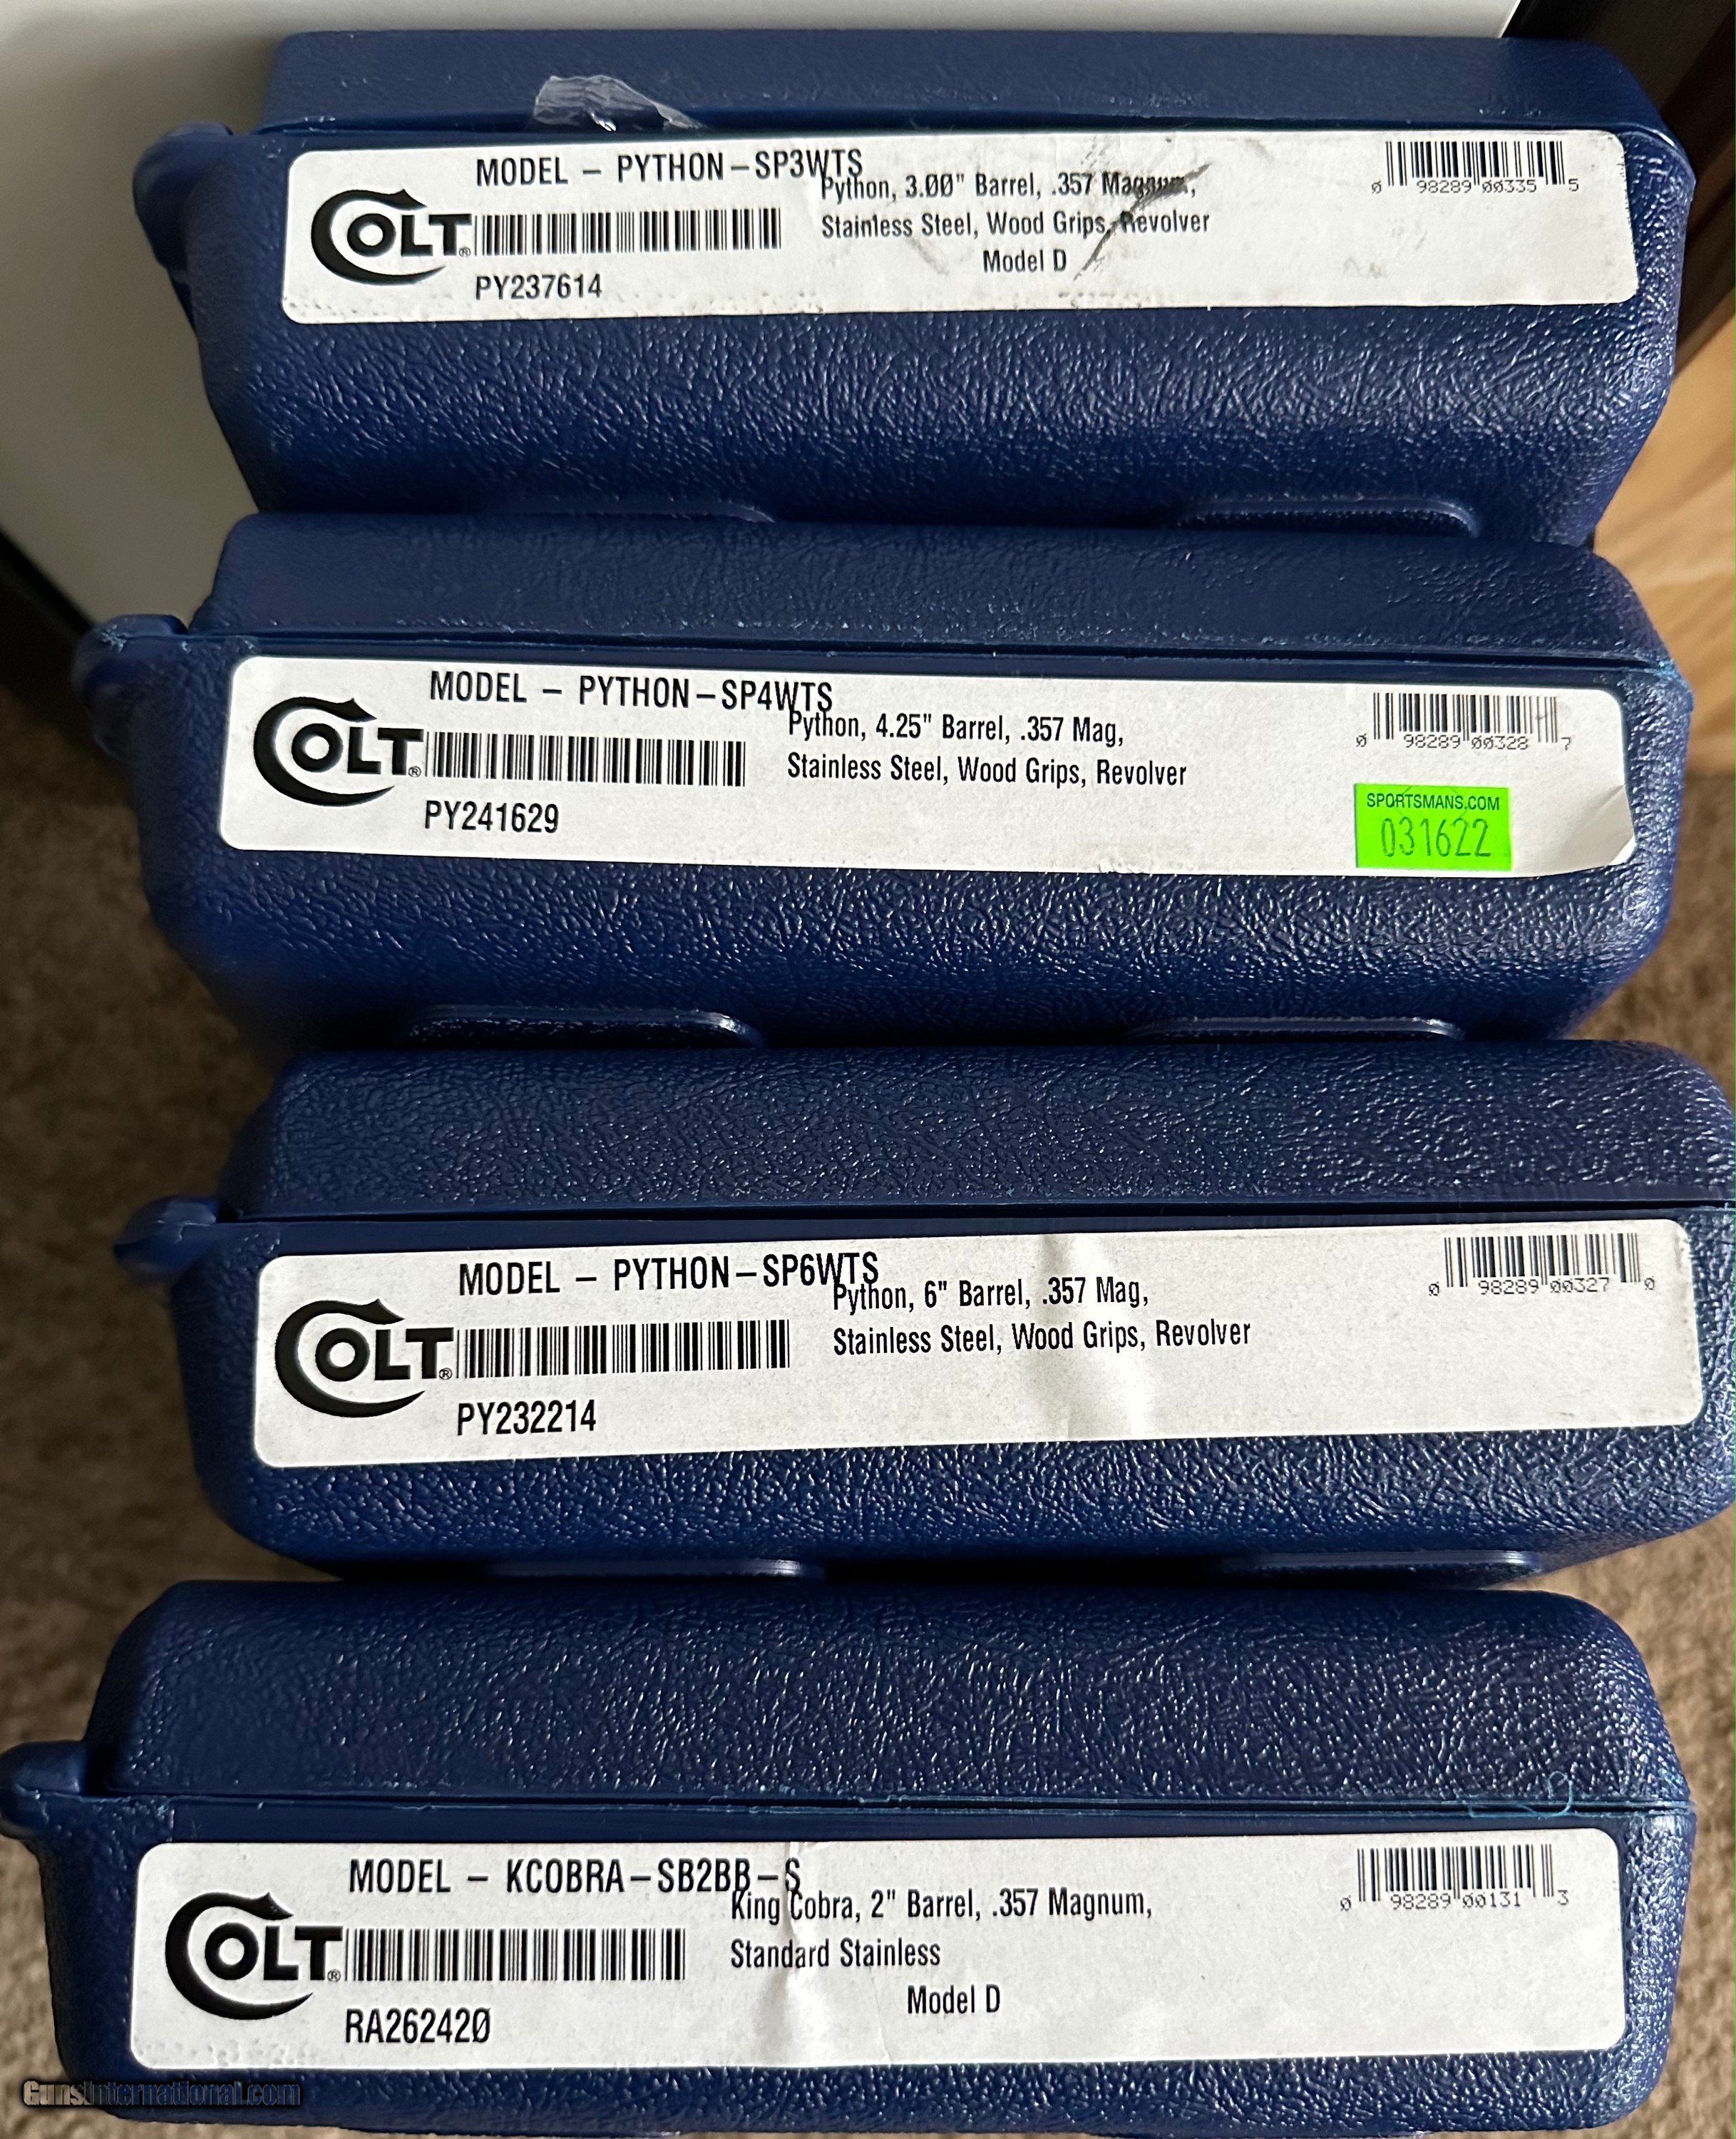 MODEL – PYTHON–SP3WTS
Python, 3.00" Barrel, .357 Magnum,
Stainless Steel, Wood Grips, Revolver
Model D
COLT®
PY237614
0 98289 00335 5
MODEL – PYTHON–SP4WTS
Python, 4.25" Barrel, .357 Mag,
Stainless Steel, Wood Grips, Revolver
COLT®
PY241629
0 98289 00328 7
SPORTSMANS.COM
031622
MODEL – PYTHON–SP6WTS
Python, 6" Barrel, .357 Mag,
Stainless Steel, Wood Grips, Revolver
COLT®
PY232214
0 98289 00327 0
MODEL – KCOBRA–SB2BB–S
King Cobra, 2" Barrel, .357 Magnum,
Standard Stainless
Model D
COLT®
RA262420
0 98289 00131 3
GunsInternational.com